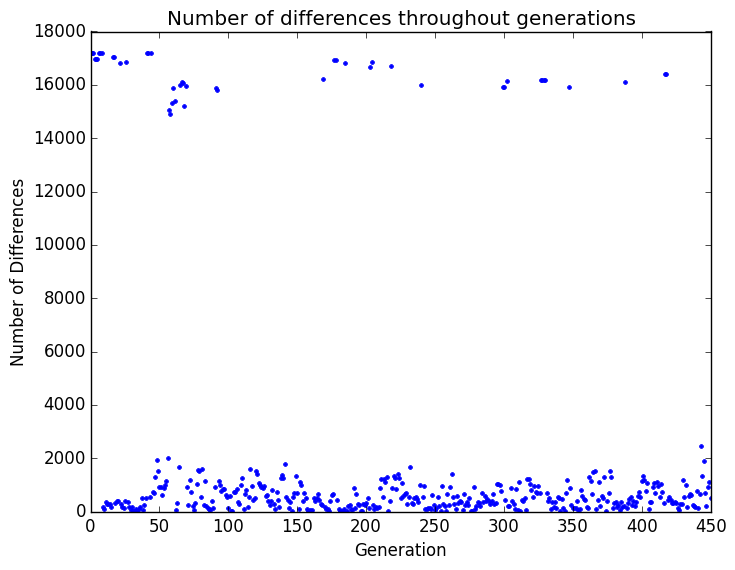 Number of differences throughout generations
18000
16000
14000
12000
10000
8000
6000
4000
2000
0
Number of Differences
0 50 100 150 200 250 300 350 400 450
Generation